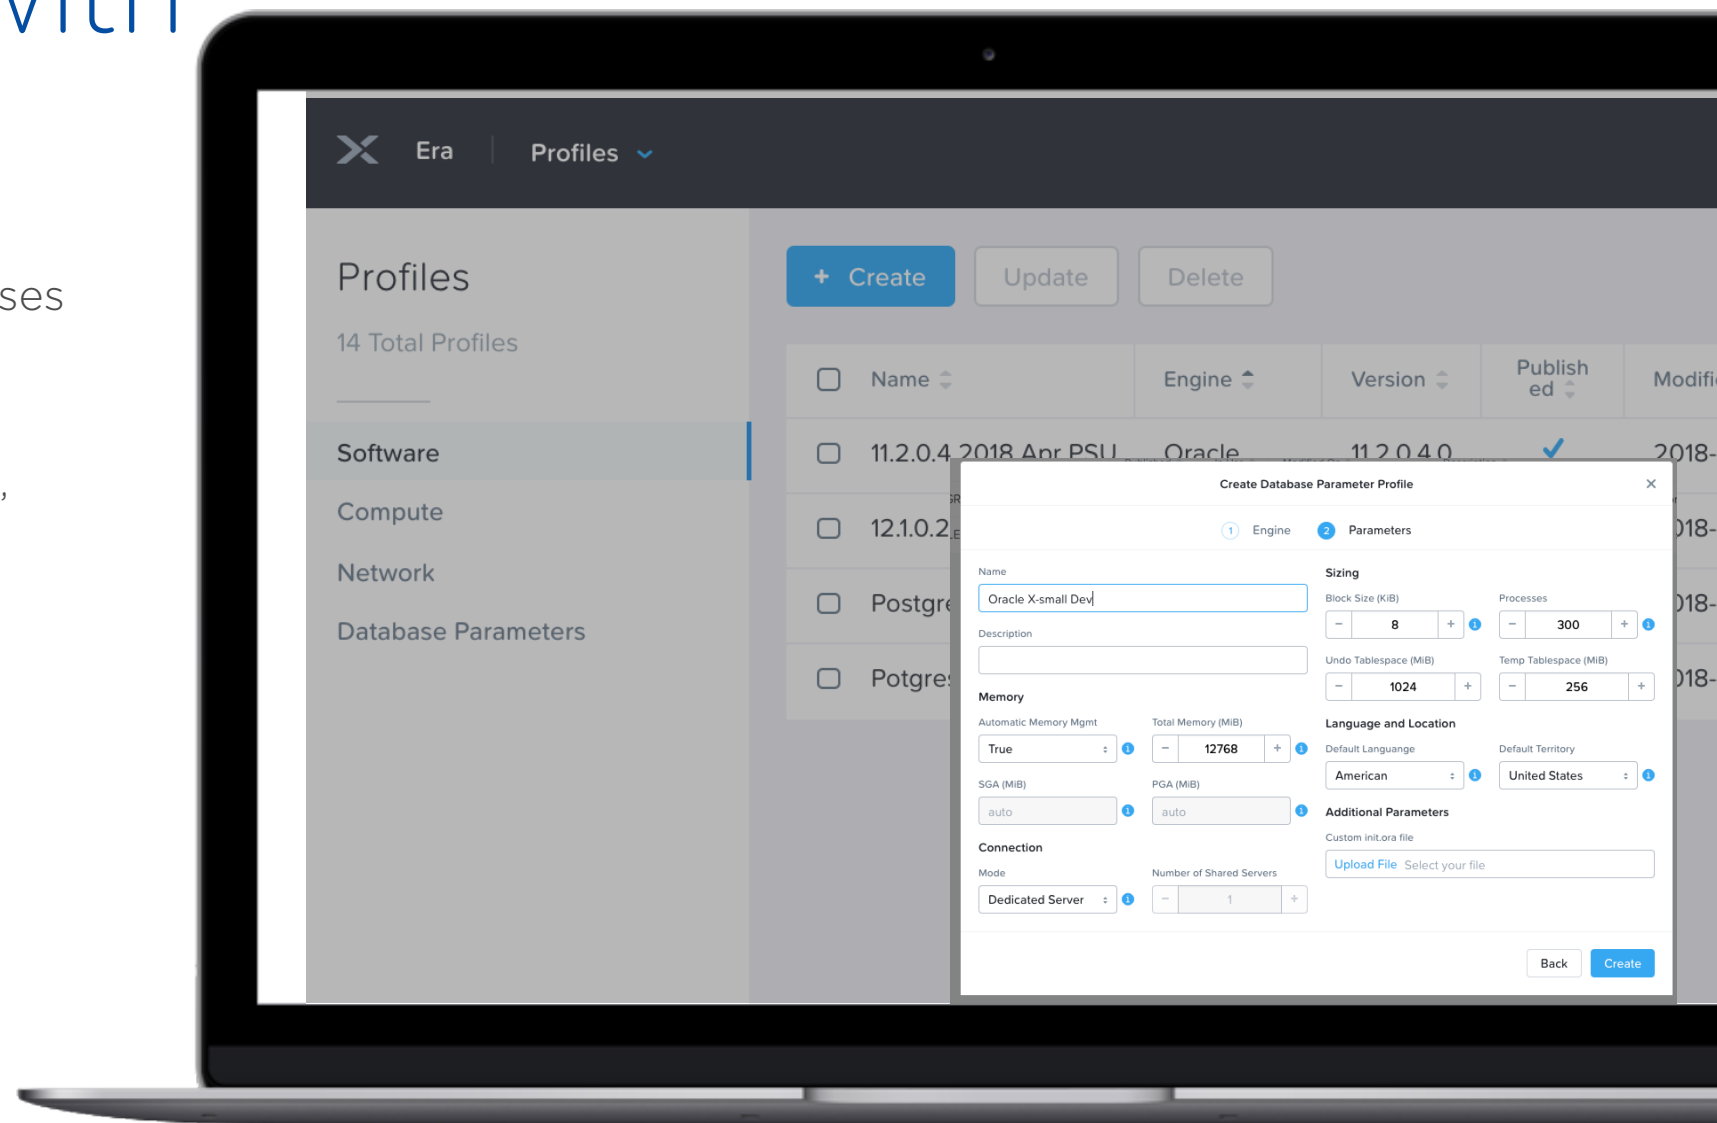 with
ses
,
Era
Profiles
Profiles
14 Total Profiles
Software
Compute
Network
Database Parameters
+ Create
Update
Delete
Name
Engine
Version
Publish
ed
11.2.0.4 2018 Apr PSU
Oracle
11.2.0.4.0
2018-
12.1.0.2
Create Database Parameter Profile
1 Engine
2 Parameters
Name
Oracle X-small Dev
Description
Memory
Automatic Memory Mgmt
Total Memory (MiB)
True
- 12768 +
SGA (MiB)
PGA (MiB)
auto
auto
Connection
Mode
Number of Shared Servers
Dedicated Server
- 1 +
Sizing
Block Size (KiB)
Processes
- 8 +
- 300 +
Undo Tablespace (MiB)
Temp Tablespace (MiB)
- 1024 +
- 256 +
Language and Location
Default Languange
Default Territory
American
United States
Additional Parameters
Custom init.ora file
Upload File Select your file
Back
Create